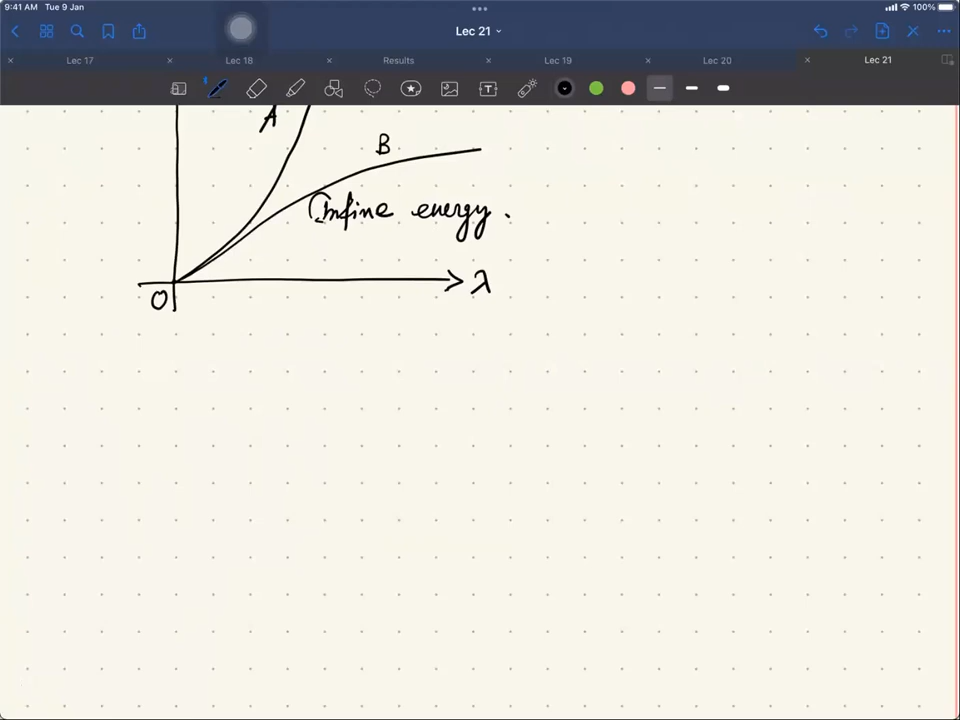 9:41 AM Tue 9 Jan
100%
Lec 21
Lec 17
Lec 18
Results
Lec 19
Lec 20
Lec 21
A
B
energy.
O
λ